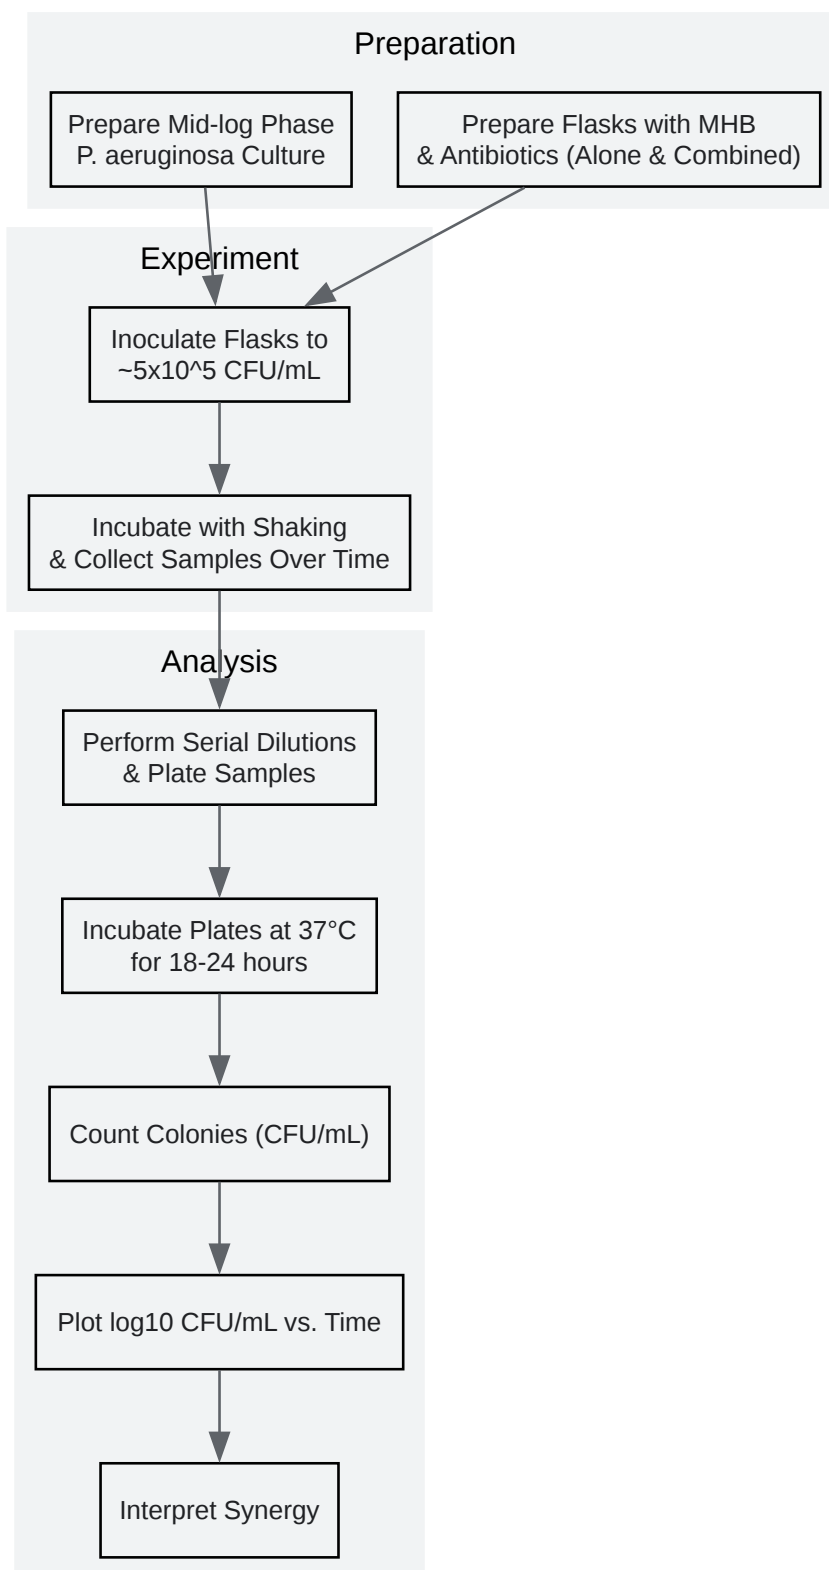 Preparation
Prepare Mid-log Phase
P. aeruginosa Culture
Prepare Flasks with MHB
& Antibiotics (Alone & Combined)
Experiment
Inoculate Flasks to
~5x10^5 CFU/mL
Incubate with Shaking
& Collect Samples Over Time
Analysis
Perform Serial Dilutions
& Plate Samples
Incubate Plates at 37°C
for 18-24 hours
Count Colonies (CFU/mL)
Plot log10 CFU/mL vs. Time
Interpret Synergy